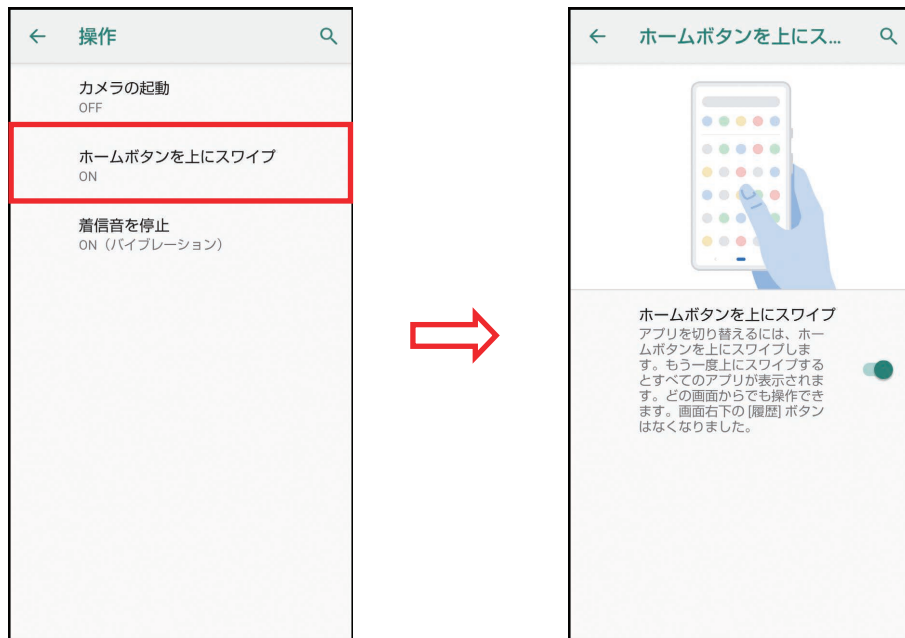 操作
カメラの起動
OFF
ホームボタンを上にスワイプ
ON
着信音を停止
ON（バイブレーション）
ホームボタンを上にス...
ホームボタンを上にスワイプ
アプリを切り替えるには、ホー
ムボタンを上にスワイプしま
す。もう一度上にスワイプする
とすべてのアプリが表示されま
す。どの画面からでも操作でき
ます。画面右下の [履歴] ボタン
はなくなりました。